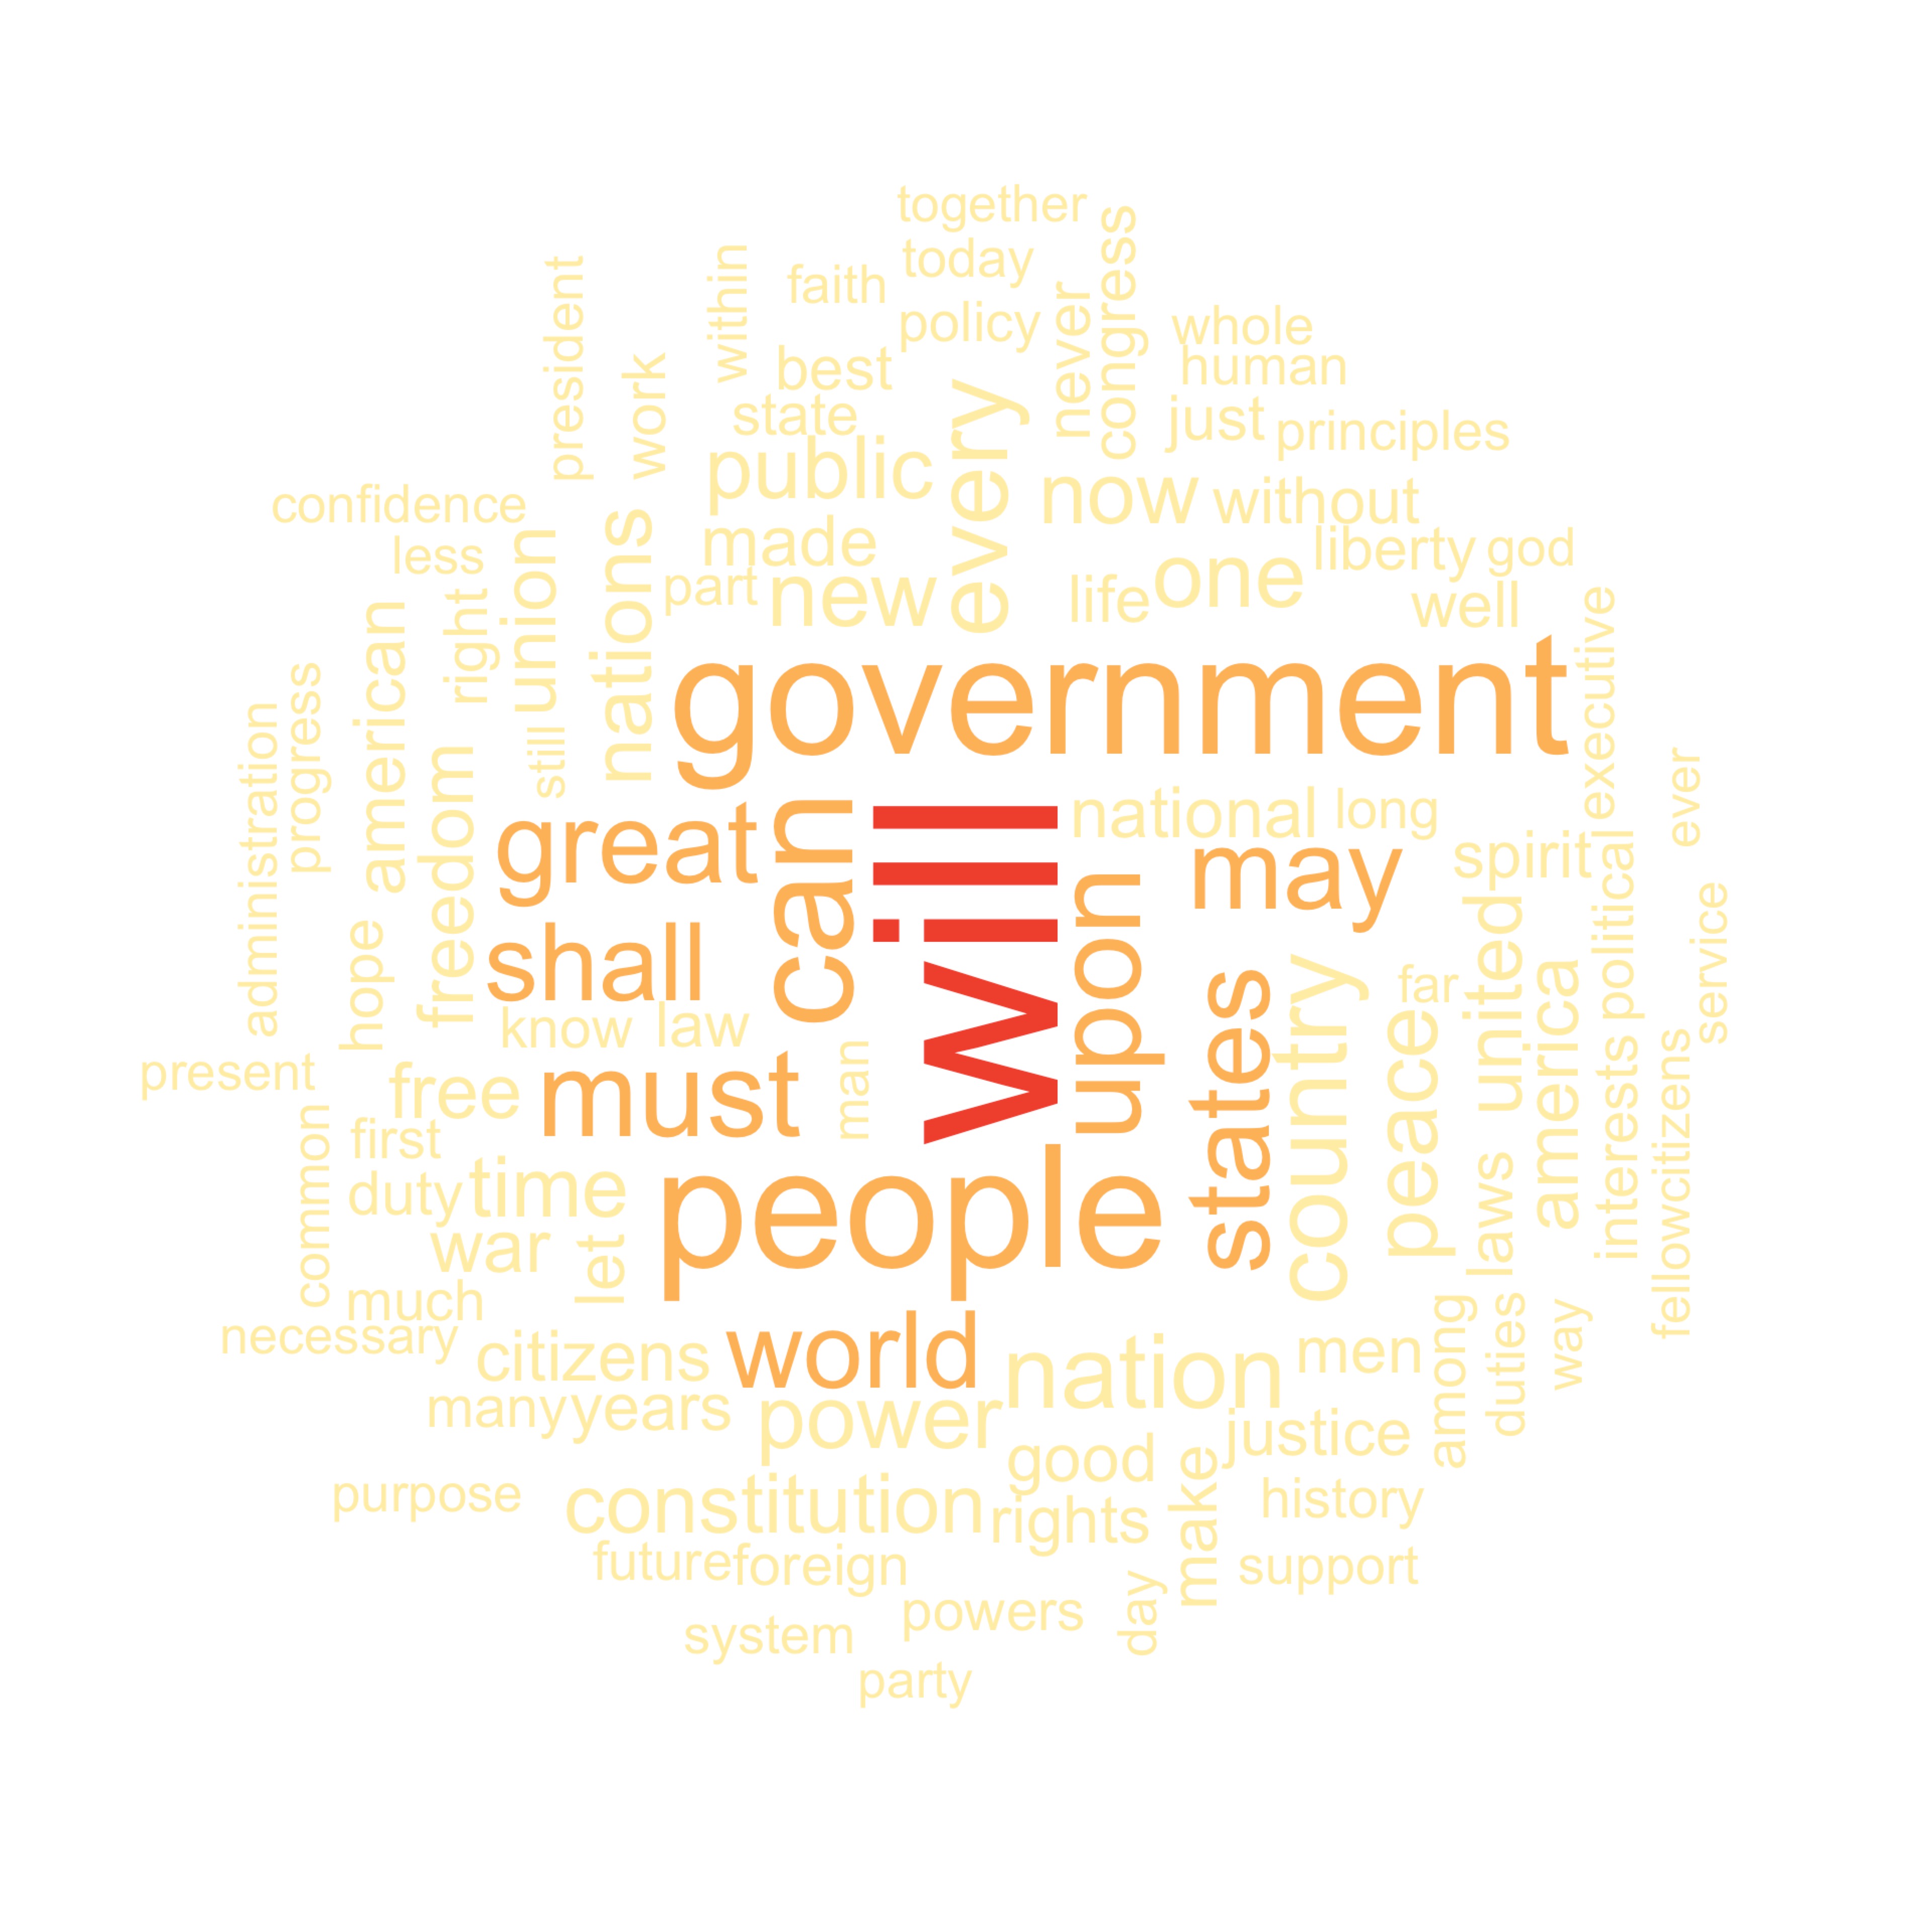 together
today
faith
policy
within
president
never
congress
whole
human
best
work
state
just
principles
public
every
now
without
confidence
made
liberty
god
less
part
new
life
one
well
union
nations
right
american
executive
government
still
progress
administration
freedom
ever
great
can
will
national
long
may
spirit
political
shall
upon
hope
united
service
know
law
states
country
far
peace
america
present
free
must
man
interests
fellowcitizens
first
common
people
duty
time
war
let
laws
much
necessary
citizens
world
nation
men
among
duties
way
many
years
power
justice
good
make
purpose
constitution
rights
history
future
foreign
support
powers
day
system
party